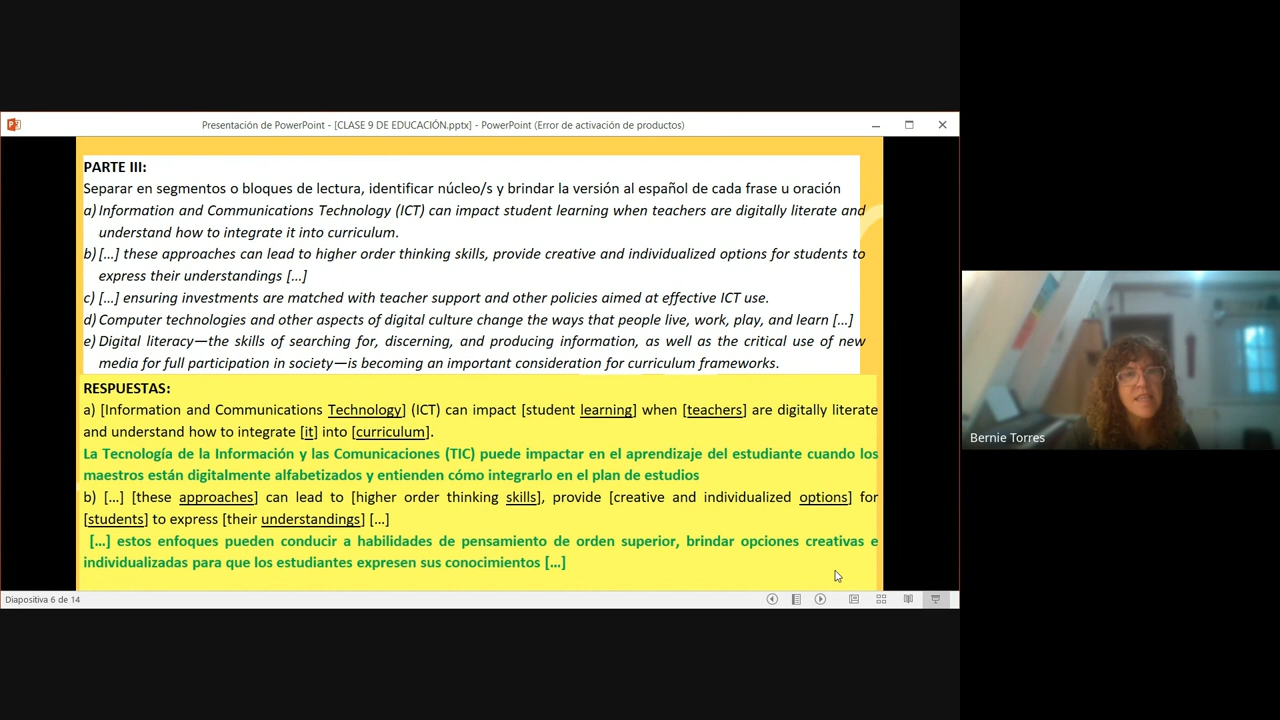 Presentación de PowerPoint - [CLASE 9 DE EDUCACIÓN.pptx] - PowerPoint (Error de activación de productos)
PARTE III:
Separar en segmentos o bloques de lectura, identificar núcleo/s y brindar la versión al español de cada frase u oración
a) Information and Communications Technology (ICT) can impact student learning when teachers are digitally literate and
understand how to integrate it into curriculum.
b) […] these approaches can lead to higher order thinking skills, provide creative and individualized options for students to
express their understandings […]
c) […] ensuring investments are matched with teacher support and other policies aimed at effective ICT use.
d) Computer technologies and other aspects of digital culture change the ways that people live, work, play, and learn […]
e) Digital literacy—the skills of searching for, discerning, and producing information, as well as the critical use of new
media for full participation in society—is becoming an important consideration for curriculum frameworks.
RESPUESTAS:
a) [Information and Communications Technology] (ICT) can impact [student learning] when [teachers] are digitally literate
and understand how to integrate [it] into [curriculum].
La Tecnología de la Información y las Comunicaciones (TIC) puede impactar en el aprendizaje del estudiante cuando los
maestros están digitalmente alfabetizados y entienden cómo integrarlo en el plan de estudios
b) […] [these approaches] can lead to [higher order thinking skills], provide [creative and individualized options] for
[students] to express [their understandings] […]
[…] estos enfoques pueden conducir a habilidades de pensamiento de orden superior, brindar opciones creativas e
individualizadas para que los estudiantes expresen sus conocimientos […]
Diapositiva 6 de 14
Bernie Torres